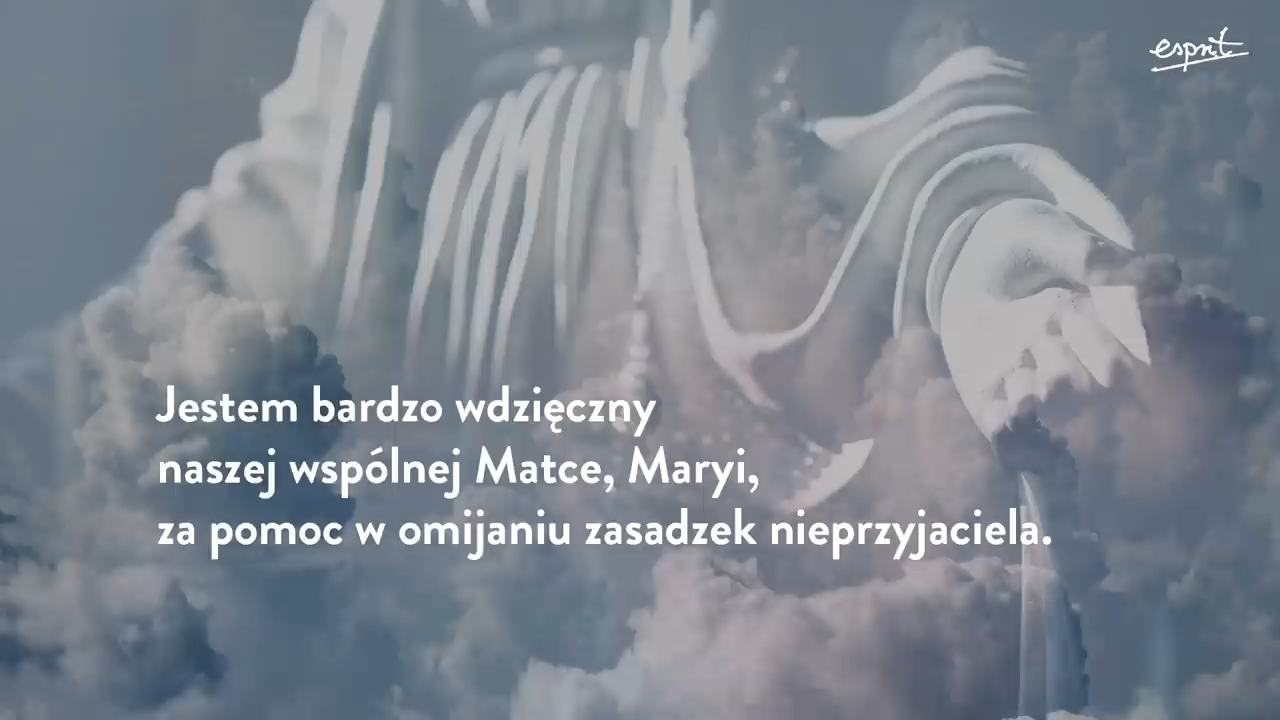 esprit
Jestem bardzo wdzięczny
naszej wspólnej Matce, Maryi,
za pomoc w omijaniu zasadzek nieprzyjaciela.